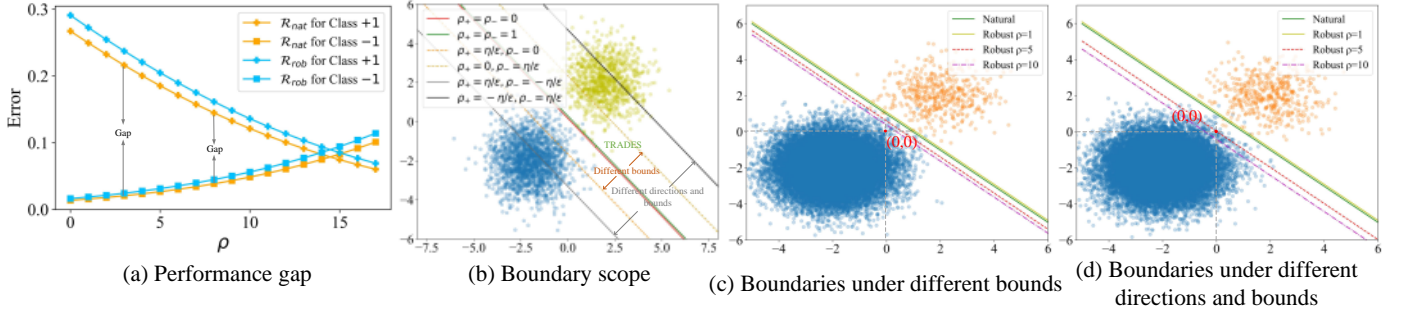 0.3
0.2
0.1
0.0
Error
0
5
10
15
ρ
R_nat for Class +1
R_nat for Class −1
R_rob for Class +1
R_rob for Class −1
Gap
Gap
(a) Performance gap
6
4
2
0
−2
−4
−6
−7.5
−5.0
−2.5
0.0
2.5
5.0
7.5
ρ₊ = ρ₋ = 0
ρ₊ = ρ₋ = 1
ρ₊ = η/ε, ρ₋ = 0
ρ₊ = 0, ρ₋ = η/ε
ρ₊ = η/ε, ρ₋ = − η/ε
ρ₊ = − η/ε, ρ₋ = η/ε
TRADES
Different bounds
Different directions and
bounds
(b) Boundary scope
6
4
2
0
−2
−4
−6
−4
−2
0
2
4
6
Natural
Robust ρ=1
Robust ρ=5
Robust ρ=10
(0,0)
(c) Boundaries under different bounds
6
4
2
0
−2
−4
−6
−4
−2
0
2
4
6
Natural
Robust ρ=1
Robust ρ=5
Robust ρ=10
(0,0)
(d) Boundaries under different
directions and bounds